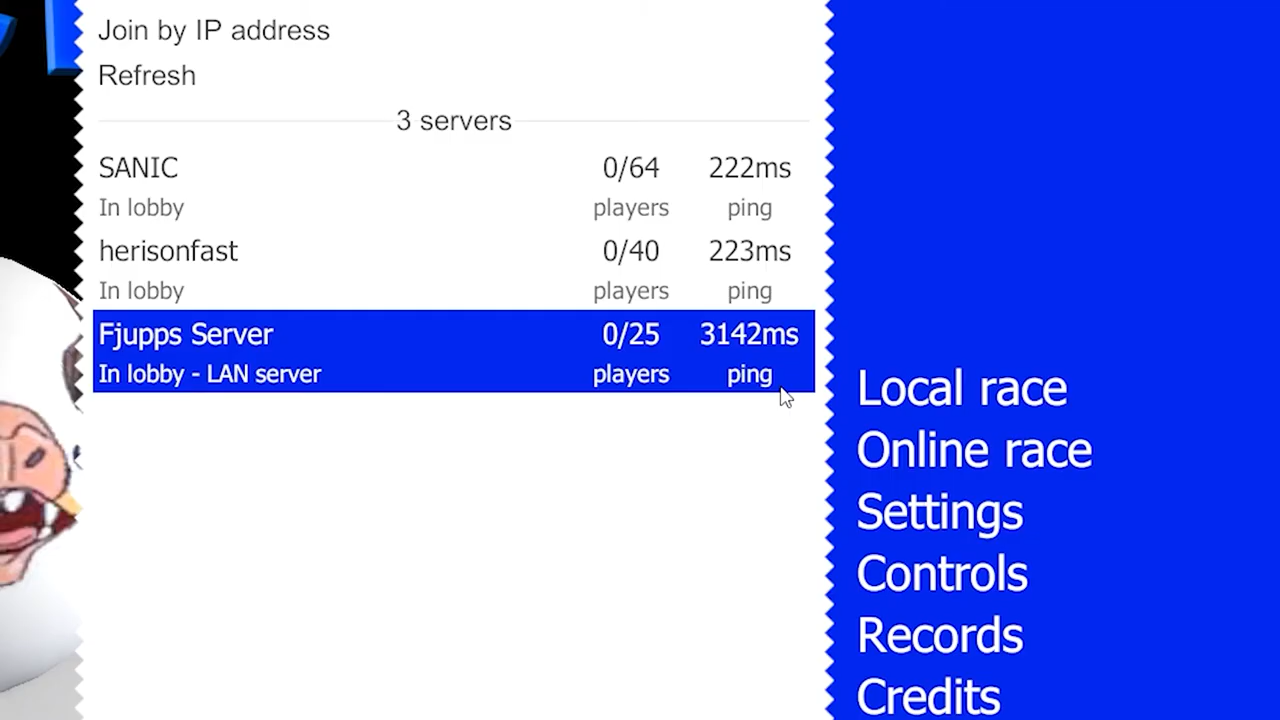 Join by IP address
Refresh
3 servers
SANIC 0/64 222ms
In lobby players ping
herisonfast 0/40 223ms
In lobby players ping
Fjupps Server 0/25 3142ms
In lobby - LAN server players ping
Local race
Online race
Settings
Controls
Records
Credits